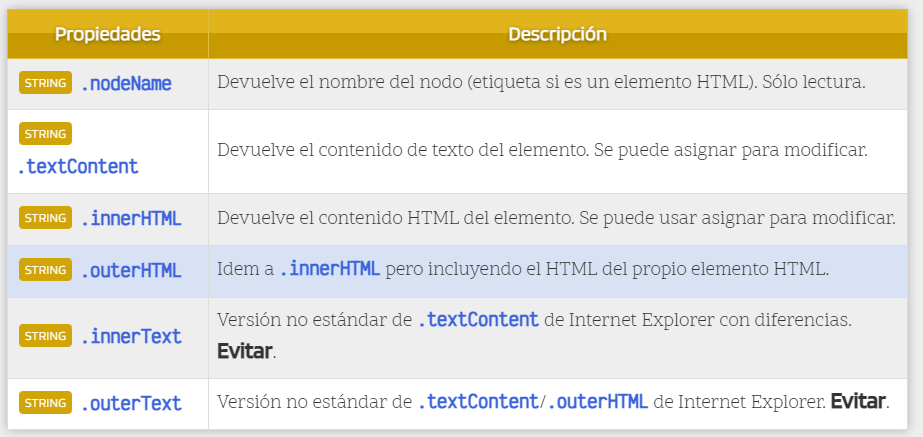 Propiedades Descripción
STRING .nodeName Devuelve el nombre del nodo (etiqueta si es un elemento HTML). Sólo lectura.
STRING
.textContent Devuelve el contenido de texto del elemento. Se puede asignar para modificar.
STRING .innerHTML Devuelve el contenido HTML del elemento. Se puede usar asignar para modificar.
STRING .outerHTML Idem a .innerHTML pero incluyendo el HTML del propio elemento HTML.
STRING .innerText Versión no estándar de .textContent de Internet Explorer con diferencias.
Evitar.
STRING .outerText Versión no estándar de .textContent/.outerHTML de Internet Explorer. Evitar.